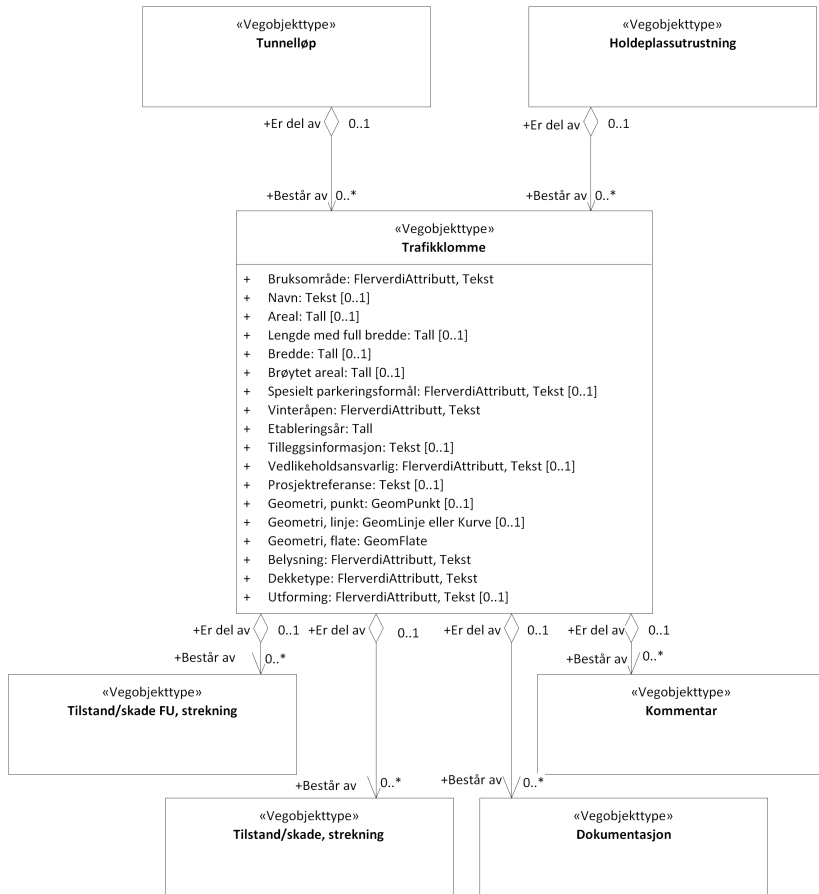 «Vegobjekttype»
Tunnelløp
«Vegobjekttype»
Holdeplassutrustning
+Er del av 0..1
+Er del av 0..1
+Består av 0..*
+Består av 0..*
«Vegobjekttype»
Trafikklomme
+ Bruksområde: FlerverdiAttributt, Tekst
+ Navn: Tekst [0..1]
+ Areal: Tall [0..1]
+ Lengde med full bredde: Tall [0..1]
+ Bredde: Tall [0..1]
+ Brøytet areal: Tall [0..1]
+ Spesielt parkeringsformål: FlerverdiAttributt, Tekst [0..1]
+ Vinteråpen: FlerverdiAttributt, Tekst
+ Etableringsår: Tall
+ Tilleggsinformasjon: Tekst [0..1]
+ Vedlikeholdsansvarlig: FlerverdiAttributt, Tekst [0..1]
+ Prosjektreferanse: Tekst [0..1]
+ Geometri, punkt: GeomPunkt [0..1]
+ Geometri, linje: GeomLinje eller Kurve [0..1]
+ Geometri, flate: GeomFlate
+ Belysning: FlerverdiAttributt, Tekst
+ Dekketype: FlerverdiAttributt, Tekst
+ Utforming: FlerverdiAttributt, Tekst [0..1]
+Er del av 0..1 +Er del av 0..1 +Er del av 0..1 +Er del av 0..1
+Består av 0..*
+Består av 0..*
«Vegobjekttype»
Tilstand/skade FU, strekning
«Vegobjekttype»
Kommentar
+Består av 0..*
+Består av 0..*
«Vegobjekttype»
Tilstand/skade, strekning
«Vegobjekttype»
Dokumentasjon